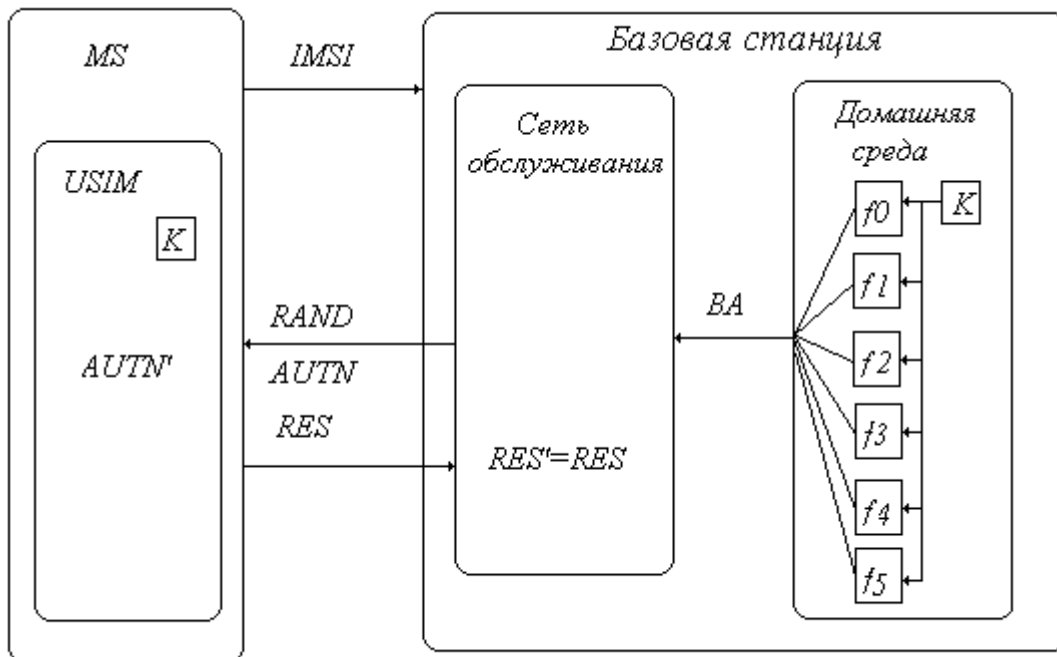 MS
IMSI
Базовая станция
USIM
K
AUTN'
RAND
AUTN
RES
Сеть
обслуживания
RES'=RES
BA
Домашняя
среда
f0
K
f1
f2
f3
f4
f5